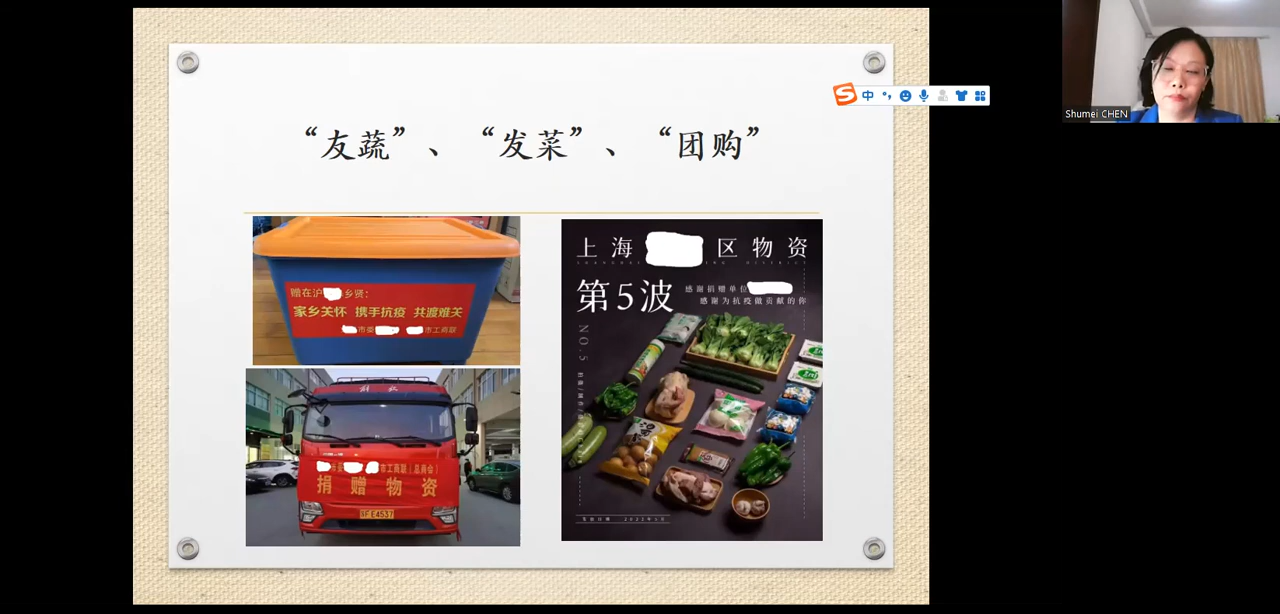 “友蔬”、“发菜”、“团购”
中
Shumei CHEN
赠在沪 乡贤：
家乡关怀 携手抗疫 共渡难关
市委 市工商联
市工商联（总商会）
捐赠物资
上海 区物资
第5波
感谢捐赠单位
感谢为抗疫做贡献的你
NO.5